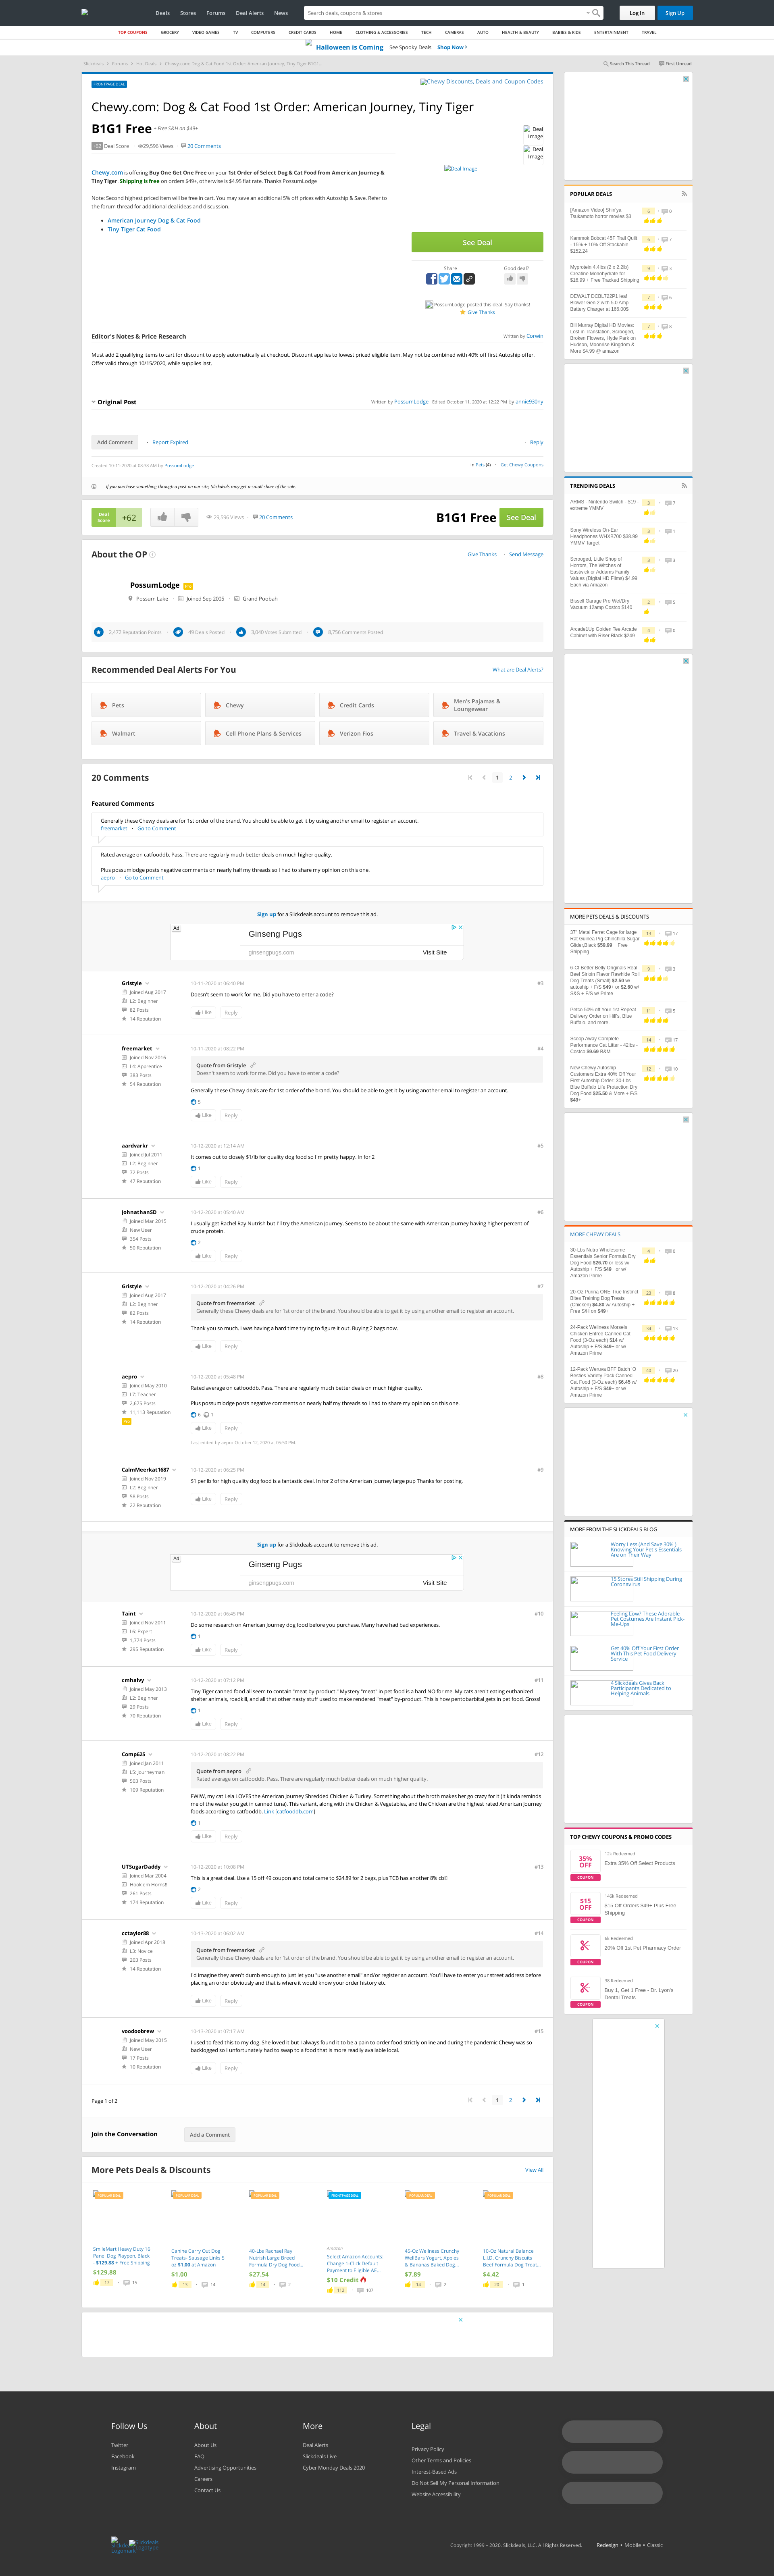 Deals Stores Forums Deal Alerts News
Search deals, coupons & stores
Log In Sign Up
TOP COUPONS GROCERY VIDEO GAMES TV COMPUTERS CREDIT CARDS HOME CLOTHING & ACCESSORIES TECH CAMERAS AUTO HEALTH & BEAUTY BABIES & KIDS ENTERTAINMENT TRAVEL
Halloween is Coming See Spooky Deals Shop Now
Slickdeals Forums Hot Deals Chewy.com: Dog & Cat Food 1st Order: American Journey, Tiny Tiger B1G1...
Search This Thread First Unread
FRONTPAGE DEAL
Chewy Discounts, Deals and Coupon Codes
Chewy.com: Dog & Cat Food 1st Order: American Journey, Tiny Tiger
B1G1 Free + Free S&H on $49+
+62 Deal Score 29,596 Views 20 Comments
Deal Image
Deal Image
Deal Image
Chewy.com is offering Buy One Get One Free on your 1st Order of Select Dog & Cat Food from American Journey &
Tiny Tiger. Shipping is free on orders $49+, otherwise is $4.95 flat rate. Thanks PossumLodge
Note: Second highest priced item will be free in cart. You may save an additional 5% off prices with Autoship & Save. Refer to
the forum thread for additional deal ideas and discussion.
American Journey Dog & Cat Food
Tiny Tiger Cat Food
See Deal
Share Good deal?
PossumLodge posted this deal. Say thanks!
Give Thanks
Editor's Notes & Price Research
Written by Corwin
Must add 2 qualifying items to cart for discount to apply automatically at checkout. Discount applies to lowest priced eligible item. May not be combined with 40% off first Autoship offer.
Offer valid through 10/15/2020, while supplies last.
Original Post
Written by PossumLodge Edited October 11, 2020 at 12:22 PM by annie930ny
Add Comment Report Expired Reply
Created 10-11-2020 at 08:39 AM by PossumLodge
in Pets (4) Get Chewy Coupons
If you purchase something through a post on our site, Slickdeals may get a small share of the sale.
Deal Score +62
29,596 Views 20 Comments
B1G1 Free See Deal
About the OP
Give Thanks Send Message
PossumLodge Pro
Possum Lake Joined Sep 2005 Grand Poobah
2,472 Reputation Points 49 Deals Posted 3,040 Votes Submitted 8,756 Comments Posted
Recommended Deal Alerts For You
What are Deal Alerts?
Pets Chewy Credit Cards Men's Pajamas & Loungewear
Walmart Cell Phone Plans & Services Verizon Fios Travel & Vacations
20 Comments
1 2
Featured Comments
Generally these Chewy deals are for 1st order of the brand. You should be able to get it by using another email to register an account.
freemarket Go to Comment
Rated average on catfooddb. Pass. There are regularly much better deals on much higher quality.
Plus possumlodge posts negative comments on nearly half my threads so I had to share my opinion on this one.
aepro Go to Comment
Sign up for a Slickdeals account to remove this ad.
Ad Ginseng Pugs
ginsengpugs.com Visit Site
Gristyle
Joined Aug 2017
L2: Beginner
82 Posts
14 Reputation
10-11-2020 at 06:40 PM #3
Doesn't seem to work for me, Did you have to enter a code?
Like Reply
freemarket
Joined Nov 2016
L4: Apprentice
383 Posts
54 Reputation
10-11-2020 at 08:22 PM #4
Quote from Gristyle
Doesn't seem to work for me, Did you have to enter a code?
Generally these Chewy deals are for 1st order of the brand. You should be able to get it by using another email to register an account.
5
Like Reply
aardvarkr
Joined Jul 2011
L2: Beginner
72 Posts
47 Reputation
10-12-2020 at 12:14 AM #5
It comes out to closely $1/lb for quality dog food so I'm pretty happy. In for 2
1
Like Reply
JohnathanSD
Joined Mar 2015
New User
354 Posts
50 Reputation
10-12-2020 at 05:40 AM #6
I usually get Rachel Ray Nutrish but I'll try the American Journey. Seems to be about the same with American Journey having higher percent of
crude protein.
2
Like Reply
Gristyle
Joined Aug 2017
L2: Beginner
82 Posts
14 Reputation
10-12-2020 at 04:26 PM #7
Quote from freemarket
Generally these Chewy deals are for 1st order of the brand. You should be able to get it by using another email to register an account.
Thank you so much. I was having a hard time trying to figure it out. Buying 2 bags now.
Like Reply
aepro
Joined May 2010
L7: Teacher
2,675 Posts
11,113 Reputation
Pro
10-12-2020 at 05:48 PM #8
Rated average on catfooddb. Pass. There are regularly much better deals on much higher quality.
Plus possumlodge posts negative comments on nearly half my threads so I had to chime in on this one.
6 1
Like Reply
Last edited by aepro October 12, 2020 at 05:50 PM
CalmMeerkat1687
Joined Nov 2019
L2: Beginner
58 Posts
22 Reputation
10-12-2020 at 06:25 PM #9
$1 per lb for high quality dog food is a fantastic deal. In for 2 of the American journey large pup Thanks for posting.
Like Reply
Sign up for a Slickdeals account to remove this ad.
Ad Ginseng Pugs
ginsengpugs.com Visit Site
Taint
Joined Nov 2011
L6: Expert
1,774 Posts
295 Reputation
10-12-2020 at 06:45 PM #10
Do some research on American Journey dog food before you purchase. Many have had bad experiences.
1
Like Reply
cmhalvy
Joined May 2013
L2: Beginner
29 Posts
70 Reputation
10-12-2020 at 07:12 PM #11
Tiny Tiger canned food all seem to contain "meat by-product." Mystery "meat by-product" "meat" in pet food is a hard NO for me. My cats aren't eating euthanized
shelter animals, roadkill, and all that other nasty stuff used to make rendered "meat" by-product. This is how pentobarbital gets in pet food. Gross!
1
Like Reply
Comp625
Joined Jan 2011
L5: Journeyman
503 Posts
109 Reputation
10-12-2020 at 08:22 PM #12
Quote from aepro
Rated average on catfooddb. Pass. There are regularly much better deals on much higher quality.
FWIW, my cat Leia LOVES the American Journey Shredded Chicken & Turkey. Something about the broth makes her go crazy for it (it looks nothing like tuna and more
of the water you get in canned tuna). This variant, along with the Chicken & Vegetables, and the Chicken are the highest rated American Journey
foods according to catfooddb. Link [catfooddb.com]
1
Like Reply
UTSugarDaddy
Joined Mar 2004
Hook'em Horns!!
261 Posts
174 Reputation
10-12-2020 at 10:08 PM #13
This is a great deal. Use a 15 off 49 coupon and total came to $24.89 for 2 bags, plus TCB has another 8% cb!!
2
Like Reply
cctaylor88
Joined Apr 2018
L3: Novice
203 Posts
14 Reputation
10-13-2020 at 06:02 AM #14
Quote from freemarket
Generally these Chewy deals are for 1st order of the brand. You should be able to get it by using another email to register an account.
I'd imagine they aren't dumb enough to just let you "use another email" and/or register an account. You'll have to enter your street address before
placing an order obviously and that is where it would know your order history etc
Like Reply
voodoobrew
Joined May 2015
New User
17 Posts
10 Reputation
10-13-2020 at 07:17 AM #15
I used to feed this to my dog. She loved it but I always found it to be a pain to order food strictly online and during the pandemic Chewy was so
backlogged so I unfortunately had to swap to a food that is more readily available local.
Like Reply
Page 1 of 2
1 2
Join the Conversation Add a Comment
More Pets Deals & Discounts
View All
SmileMart Heavy Duty 16 Panel Dog Playpen, Black - $129.88 + Free Shipping
$129.88
17 15
Canine Carry Out Dog Treats- Sausage Links 5 oz $1.00 at Amazon
$1.00
13 14
40-Lbs Rachael Ray Nutrish Large Breed Formula Dry Dog Food...
$27.54
14 2
Amazon
Select Amazon Accounts: Charge 1-Click Default Payment to Eligible All...
$10 Credit
112 107
45-Oz Wellness Crunchy WellBars Yogurt, Apples & Bananas Baked Dog...
$7.89
14 2
10-Oz Natural Balance L.I.D. Crunchy Biscuits Beef Formula Dog Treat...
$4.42
20 1
POPULAR DEALS
[Amazon Video] Shin'ya Tsukamoto horror movies $3
6 0
Kammok Bobcat 45F Trail Quilt - 15% + 10% Off Stackable $152.24
6 7
Myprotein 4.4lbs (2 x 2.2lb) Creatine Monohydrate for $16.99 + Free Tracked Shipping
9 3
DEWALT DCBL722P1 leaf Blower Gen 2 with 5.0 Amp Battery Charger at 166.00$
7 6
Bill Murray Digital HD Movies: Lost in Translation, Scrooged, Broken Flowers, Hyde Park on Hudson, Moonrise Kingdom & More $4.99 @ amazon
7 8
TRENDING DEALS
ARMS - Nintendo Switch - $19 - extreme YMMV
3 7
Sony Wireless On-Ear Headphones WHXB700 $38.99 YMMV Target
3 1
Scrooged, Little Shop of Horrors, The Witches of Eastwick or Addams Family Values (Digital HD Films) $4.99 Each via Amazon
3 3
Bissell Garage Pro Wet/Dry Vacuum 12amp Costco $140
2 5
Arcade1Up Golden Tee Arcade Cabinet with Riser Black $249
4 6
MORE PETS DEALS & DISCOUNTS
37" Metal Ferret Cage for large Rat Guinea Pig Chinchilla Sugar Glider,Black $59.99 + Free Shipping
13 17
6-Ct Better Belly Originals Real Beef Sirloin Flavor Rawhide Roll Dog Treats (Small) $2.50 w/ autoship + F/S $49+ or $2.60 w/ S&S + F/S w/ Prime
9 3
Petco 50% off Your 1st Repeat Delivery Order on Hill's, Blue Buffalo, and more
11 5
Scoop Away Complete Performance Cat Litter - 42lbs - Costco $9.69 B&M
14 17
New Chewy Autoship Customers Extra 40% Off Your First Autoship Order: 30-Lbs Blue Buffalo Life Protection Dry Dog Food $25.50 & More + F/S $49+
12 10
MORE CHEWY DEALS
30-Lbs Nutro Wholesome Essentials Senior Formula Dry Dog Food $26.70 or less w/ Autoship + F/S $49+ or w/ Amazon Prime
4 0
20-Oz Purina ONE True Instinct Bites Training Dog Treats (Chicken) $4.80 w/ Autoship + Free S/H on $49+
23 8
24-Pack Wellness Morsels Chicken Entree Canned Cat Food (3-Oz each) $14 w/ Autoship + F/S $49+ or w/ Amazon Prime
34 13
12-Pack Weruva BFF Batch 'O Besties Variety Pack Canned Cat Food (3-Oz each) $6.45 w/ Autoship + F/S $49+ or w/ Amazon Prime
46 20
MORE FROM THE SLICKDEALS BLOG
Worry Less (And Save 30% ) Knowing Your Pet's Essentials Are on Their Way
15 Stores Still Shipping During Coronavirus
Feeling Low? These Adorable Pet Costumes Are Instant Pick-Me-Ups
Get 40% Off Your First Order With This Pet Food Delivery Service
4 Slickdeals Gives Back Participants Dedicated to Helping Animals
TOP CHEWY COUPONS & PROMO CODES
35% OFF COUPON
12k Redeemed
Extra 35% Off Select Products
$15 OFF COUPON
146k Redeemed
$15 Off Orders $49+ Plus Free Shipping
COUPON
6k Redeemed
20% Off 1st Pet Pharmacy Order
COUPON
38 Redeemed
Buy 1, Get 1 Free - Dr. Lyon's Dental Treats
Follow Us
Twitter
Facebook
Instagram
About
About Us
FAQ
Advertising Opportunities
Careers
Contact Us
More
Deal Alerts
Slickdeals Live
Cyber Monday Deals 2020
Legal
Privacy Policy
Other Terms and Policies
Interest-Based Ads
Do Not Sell My Personal Information
Website Accessibility
Copyright 1999 – 2020. Slickdeals, LLC. All Rights Reserved. Redesign • Mobile • Classic